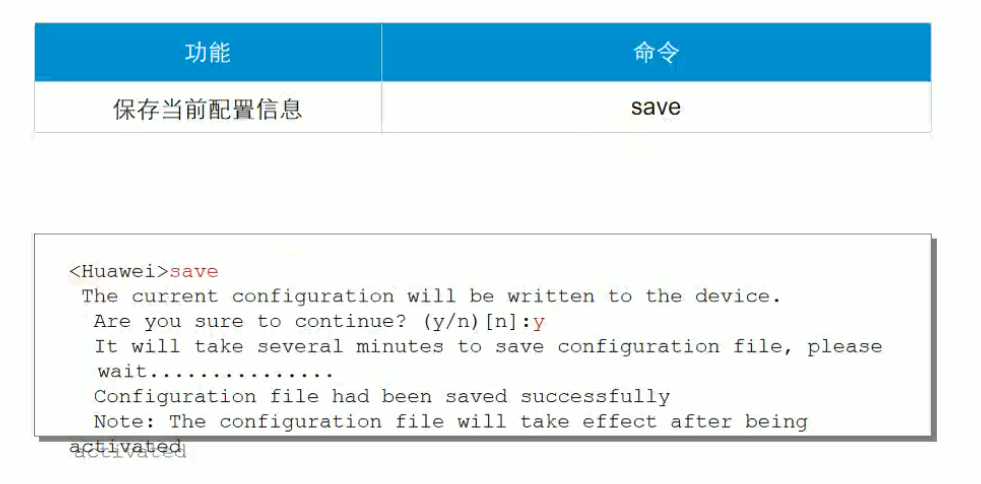 功能 命令
保存当前配置信息 save
<Huawei>save
The current configuration will be written to the device.
Are you sure to continue? (y/n)[n]:y
It will take several minutes to save configuration file, please
wait...............
Configuration file had been saved successfully
Note: The configuration file will take effect after being
activated